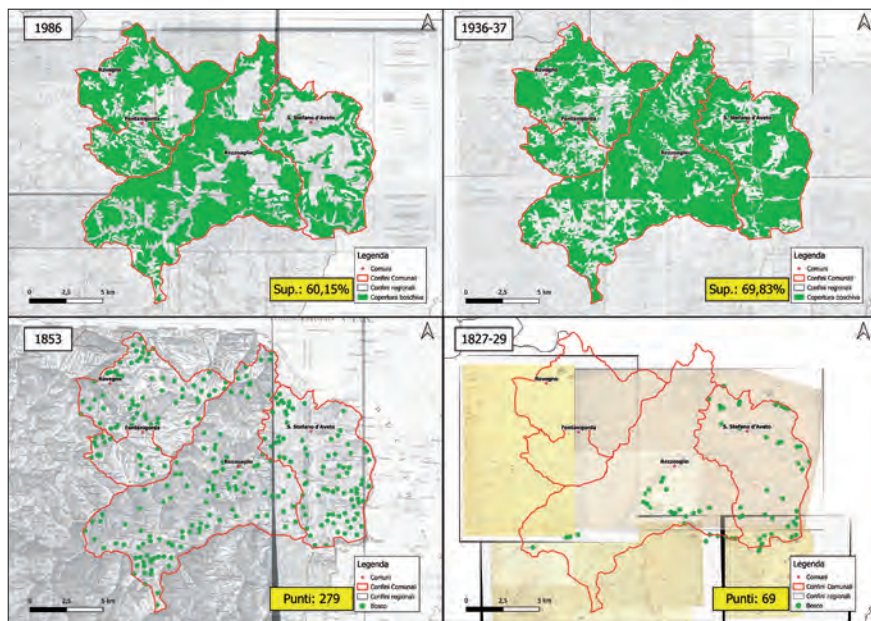 1986
Rovegno
Fontanigorda
S. Stefano d'Aveto
Rezzoaglio
Legenda
Comuni
Confini Comunali
Confini regionali
Copertura boschiva
0 2,5 5 km
Sup.: 60,15%
1936-37
Rovegno
Fontanigorda
S. Stefano d'Aveto
Rezzoaglio
Legenda
Comuni
Confini Comunali
Confini regionali
Copertura boschiva
0 2,5 5 km
Sup.: 69,83%
1853
Rovegno
Fontanigorda
S. Stefano d'Aveto
Rezzoaglio
Legenda
Comuni
Confini Comunali
Confini regionali
Bosco
0 2,5 5 km
Punti: 279
1827-29
Rovegno
Fontanigorda
S. Stefano d'Aveto
Rezzoaglio
Legenda
Comuni
Confini Comunali
Confini regionali
Bosco
0 2,5 5 km
Punti: 69